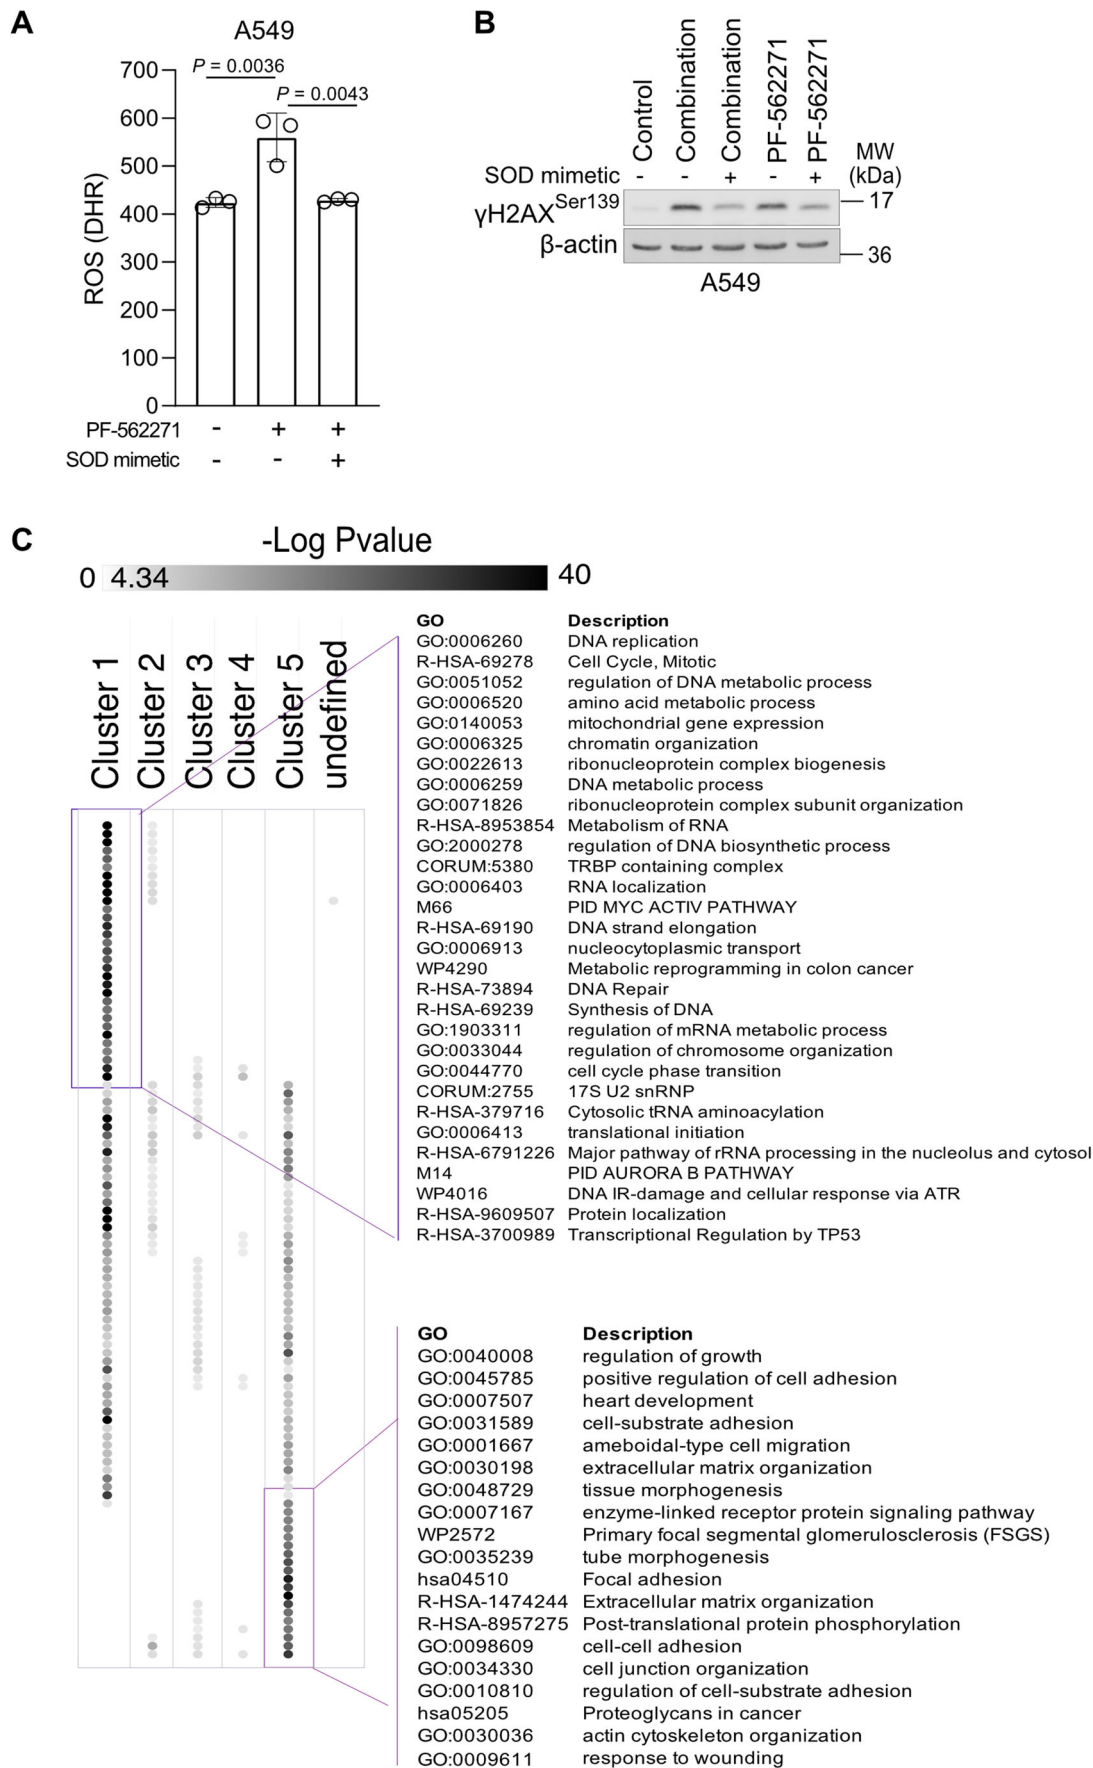 A
A549
P = 0.0036
P = 0.0043
700
600
500
400
300
200
100
0
ROS (DHR)
PF-562271 - + +
SOD mimetic - - +
B
Control
Combination
Combination
PF-562271
PF-562271
MW
(kDa)
SOD mimetic - - + - +
γH2AX Ser139
17
β-actin
36
A549
C
-Log Pvalue
0 4.34 40
Cluster 1
Cluster 2
Cluster 3
Cluster 4
Cluster 5
undefined
GO Description
GO:0006260 DNA replication
R-HSA-69278 Cell Cycle, Mitotic
GO:0051052 regulation of DNA metabolic process
GO:0006520 amino acid metabolic process
GO:0140053 mitochondrial gene expression
GO:0006325 chromatin organization
GO:0022613 ribonucleoprotein complex biogenesis
GO:0006259 DNA metabolic process
GO:0071826 ribonucleoprotein complex subunit organization
R-HSA-8953854 Metabolism of RNA
GO:2000278 regulation of DNA biosynthetic process
CORUM:5380 TRBP containing complex
GO:0006403 RNA localization
M66 PID MYC ACTIV PATHWAY
R-HSA-69190 DNA strand elongation
GO:0006913 nucleocytoplasmic transport
WP4290 Metabolic reprogramming in colon cancer
R-HSA-73894 DNA Repair
R-HSA-69239 Synthesis of DNA
GO:1903311 regulation of mRNA metabolic process
GO:0033044 regulation of chromosome organization
GO:0044770 cell cycle phase transition
CORUM:2755 17S U2 snRNP
R-HSA-379716 Cytosolic tRNA aminoacylation
GO:0006413 translational initiation
R-HSA-6791226 Major pathway of rRNA processing in the nucleolus and cytosol
M14 PID AURORA B PATHWAY
WP4016 DNA IR-damage and cellular response via ATR
R-HSA-9609507 Protein localization
R-HSA-3700989 Transcriptional Regulation by TP53
GO Description
GO:0040008 regulation of growth
GO:0045785 positive regulation of cell adhesion
GO:0007507 heart development
GO:0031589 cell-substrate adhesion
GO:0001667 ameboidal-type cell migration
GO:0030198 extracellular matrix organization
GO:0048729 tissue morphogenesis
GO:0007167 enzyme-linked receptor protein signaling pathway
WP2572 Primary focal segmental glomerulosclerosis (FSGS)
GO:0035239 tube morphogenesis
hsa04510 Focal adhesion
R-HSA-1474244 Extracellular matrix organization
R-HSA-8957275 Post-translational protein phosphorylation
GO:0098609 cell-cell adhesion
GO:0034330 cell junction organization
GO:0010810 regulation of cell-substrate adhesion
hsa05205 Proteoglycans in cancer
GO:0030036 actin cytoskeleton organization
GO:0009611 response to wounding